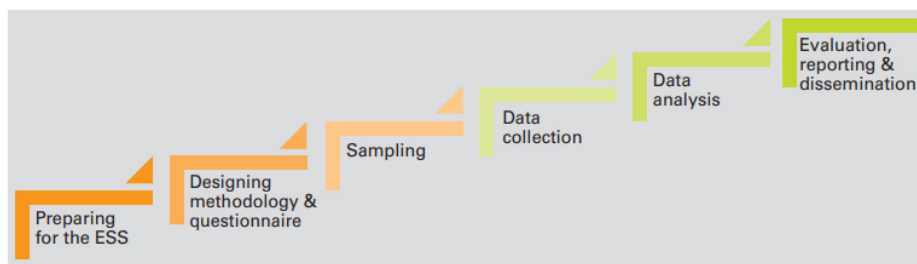 Preparing
for the ESS
Designing
methodology &
questionnaire
Sampling
Data
collection
Data
analysis
Evaluation,
reporting &
dissemination